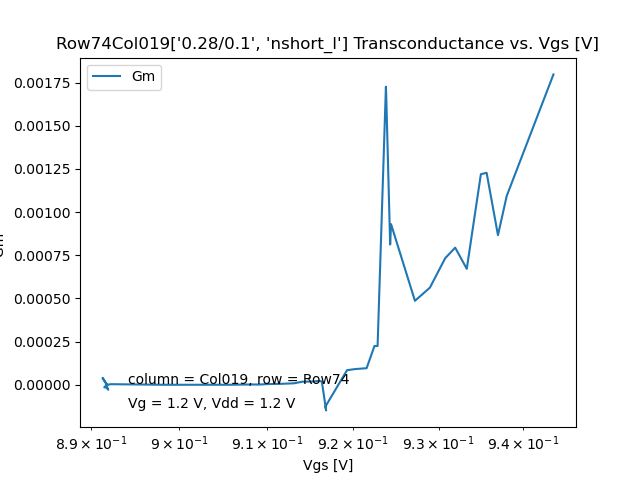 Row74Col019['0.28/0.1', 'nshort_l'] Transconductance vs. Vgs [V]
Gm
0.00175
0.00150
0.00125
0.00100
0.00075
0.00050
0.00025
0.00000
Gm
column = Col019, row = Row74
Vg = 1.2 V, Vdd = 1.2 V
8.9 × 10⁻¹ 9 × 10⁻¹ 9.1 × 10⁻¹ 9.2 × 10⁻¹ 9.3 × 10⁻¹ 9.4 × 10⁻¹
Vgs [V]